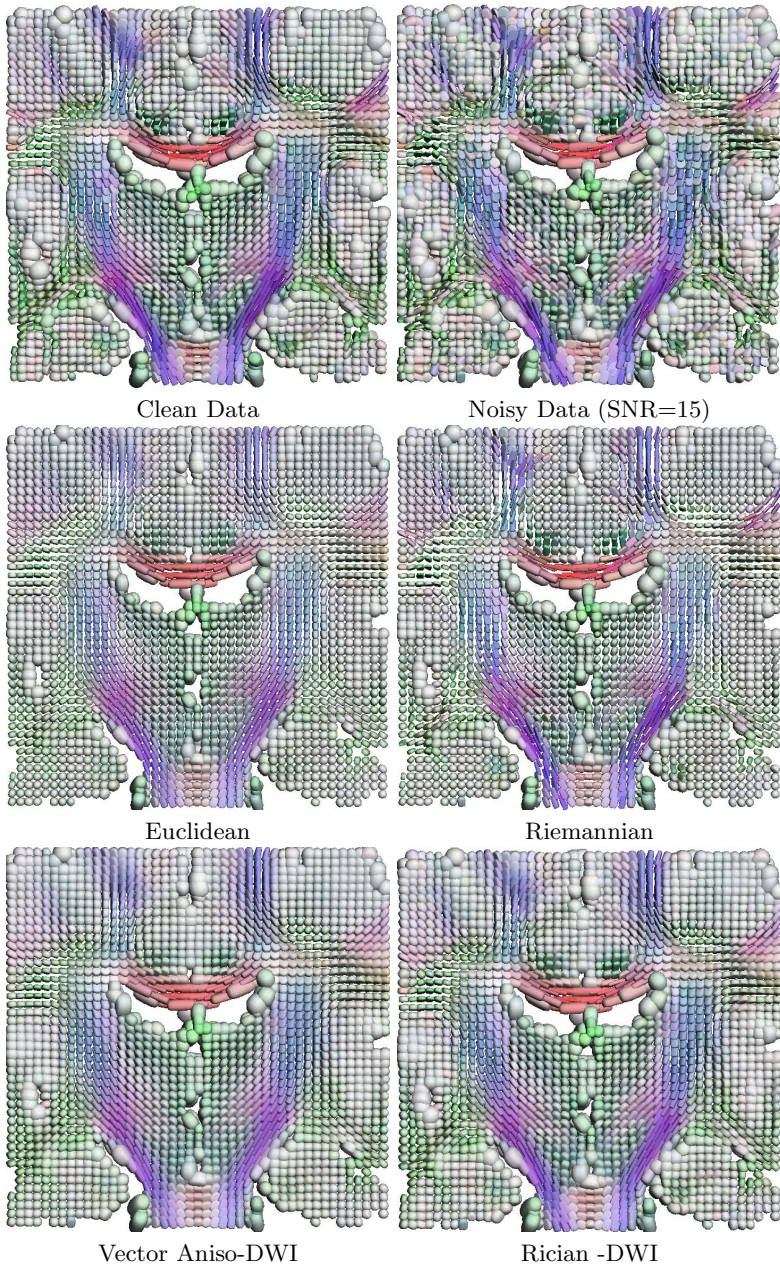 Clean Data
Noisy Data (SNR=15)
Euclidean
Riemannian
Vector Aniso-DWI
Rician -DWI